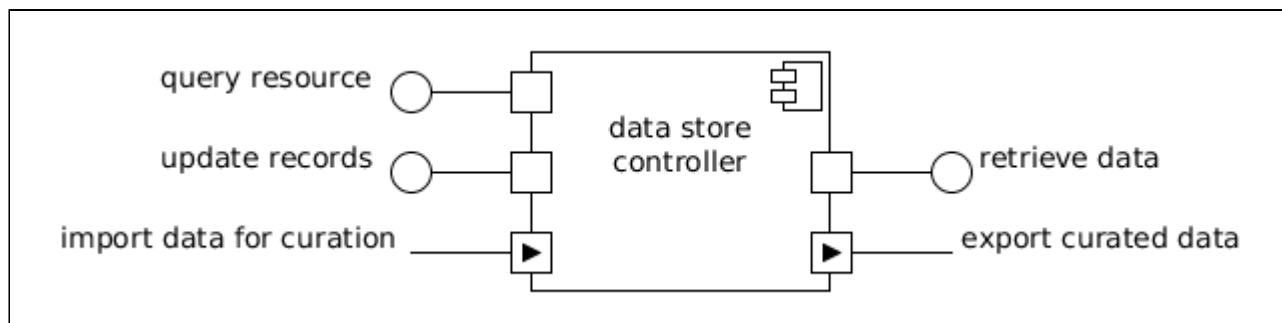 query resource
update records
import data for curation
data store
controller
retrieve data
export curated data